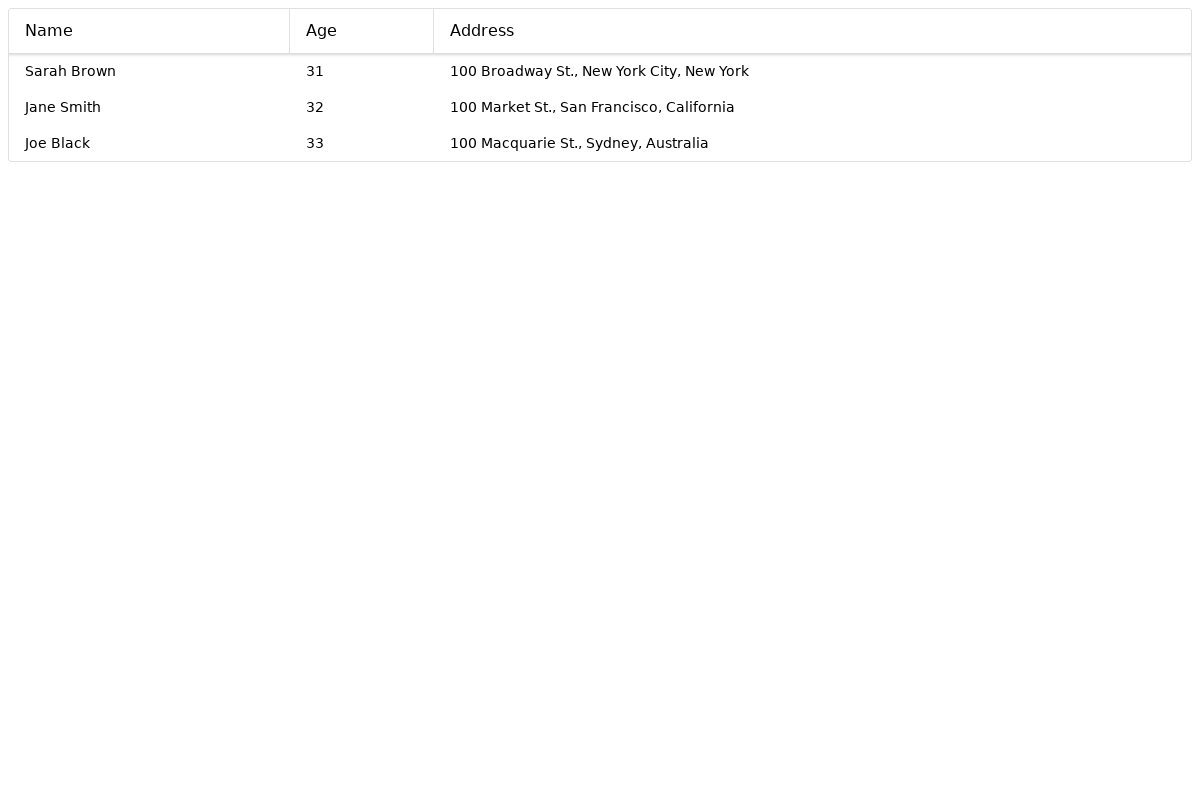 Name Age Address
Sarah Brown 31 100 Broadway St., New York City, New York
Jane Smith 32 100 Market St., San Francisco, California
Joe Black 33 100 Macquarie St., Sydney, Australia